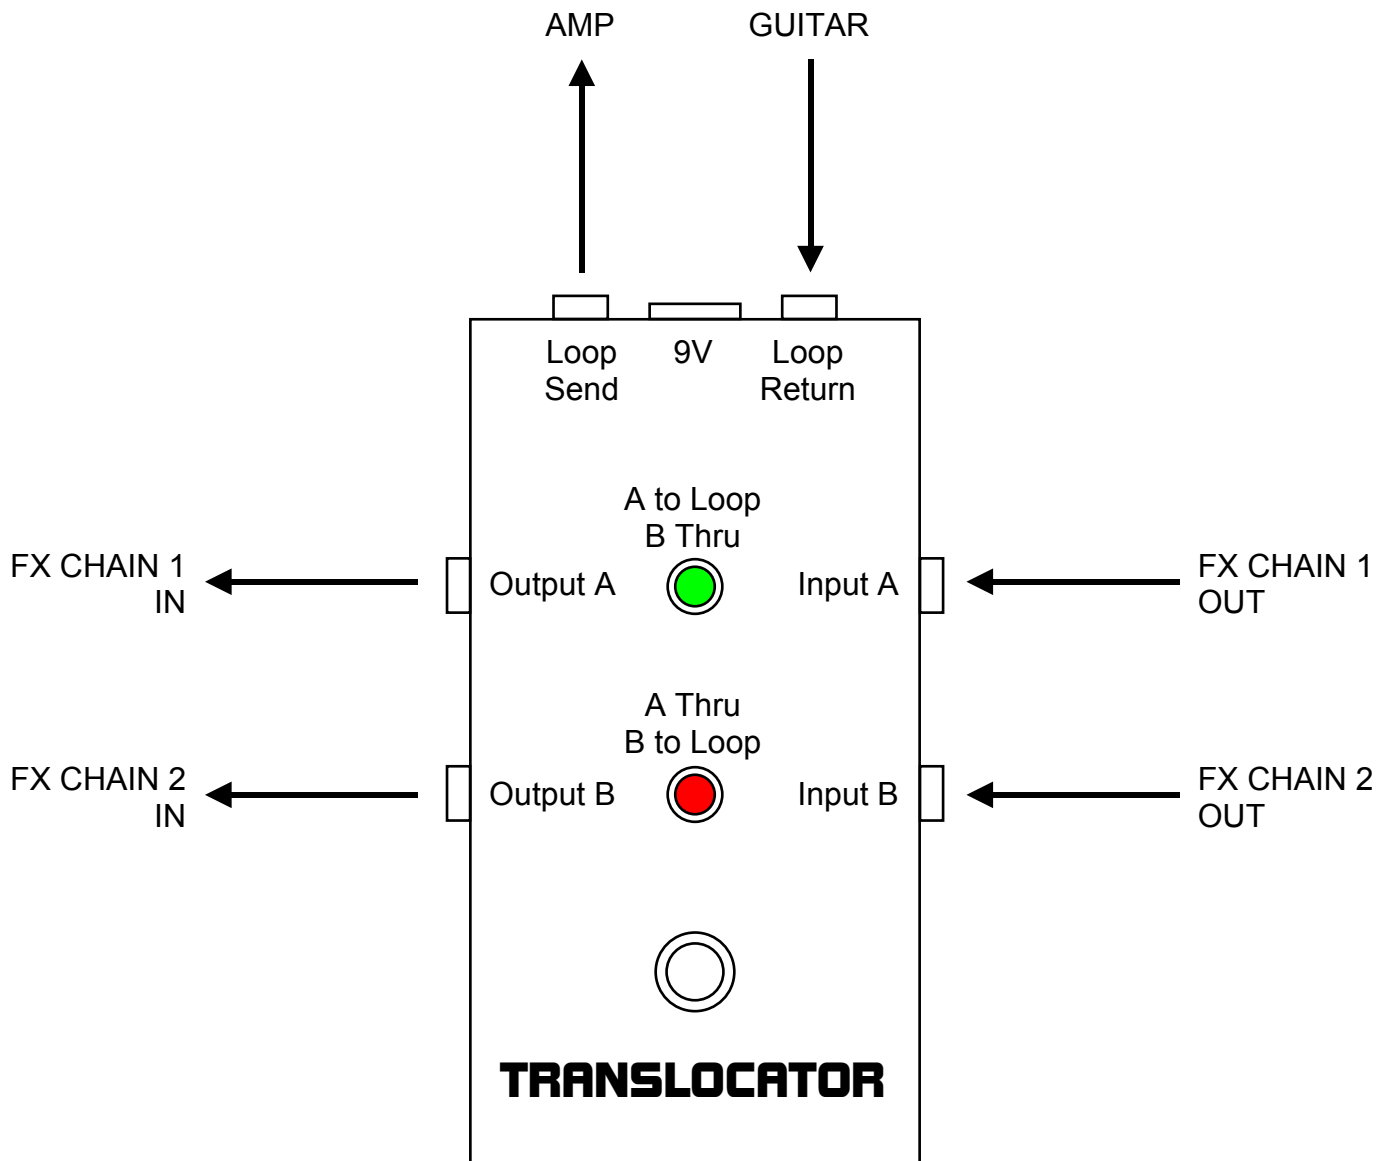 AMP
GUITAR
Loop
Send
9V
Loop
Return
A to Loop
B Thru
FX CHAIN 1
IN
Output A
Input A
FX CHAIN 1
OUT
A Thru
B to Loop
FX CHAIN 2
IN
Output B
Input B
FX CHAIN 2
OUT
TRANSLOCATOR